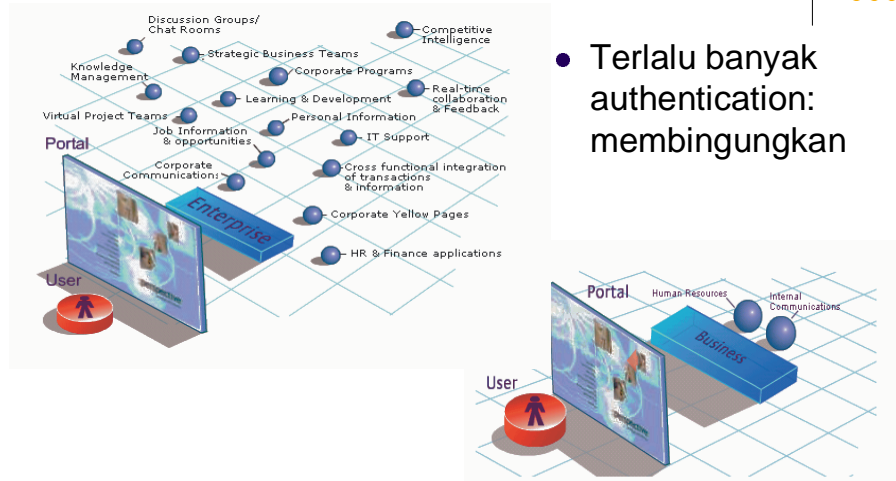 Discussion Groups/
Chat Rooms
Competitive
Intelligence
Strategic Business Teams
Knowledge
Management
Corporate Programs
Real-time
collaboration
& Feedback
Learning & Development
Virtual Project Teams
Personal Information
Job Information
& opportunities
IT Support
Portal
Corporate
Communications
Cross functional integration
of transactions
& information
Enterprise
Corporate Yellow Pages
HR & Finance applications
User
perspective
Terlalu banyak
authentication:
membingungkan
Portal
Human Resources
Internal
Communications
Business
User
perspective